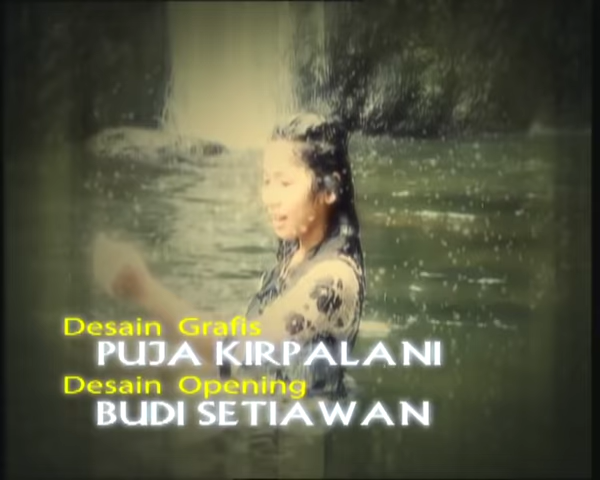 Desain Grafis
PUJA KIRPALANI
Desain Opening
BUDI SETIAWAN